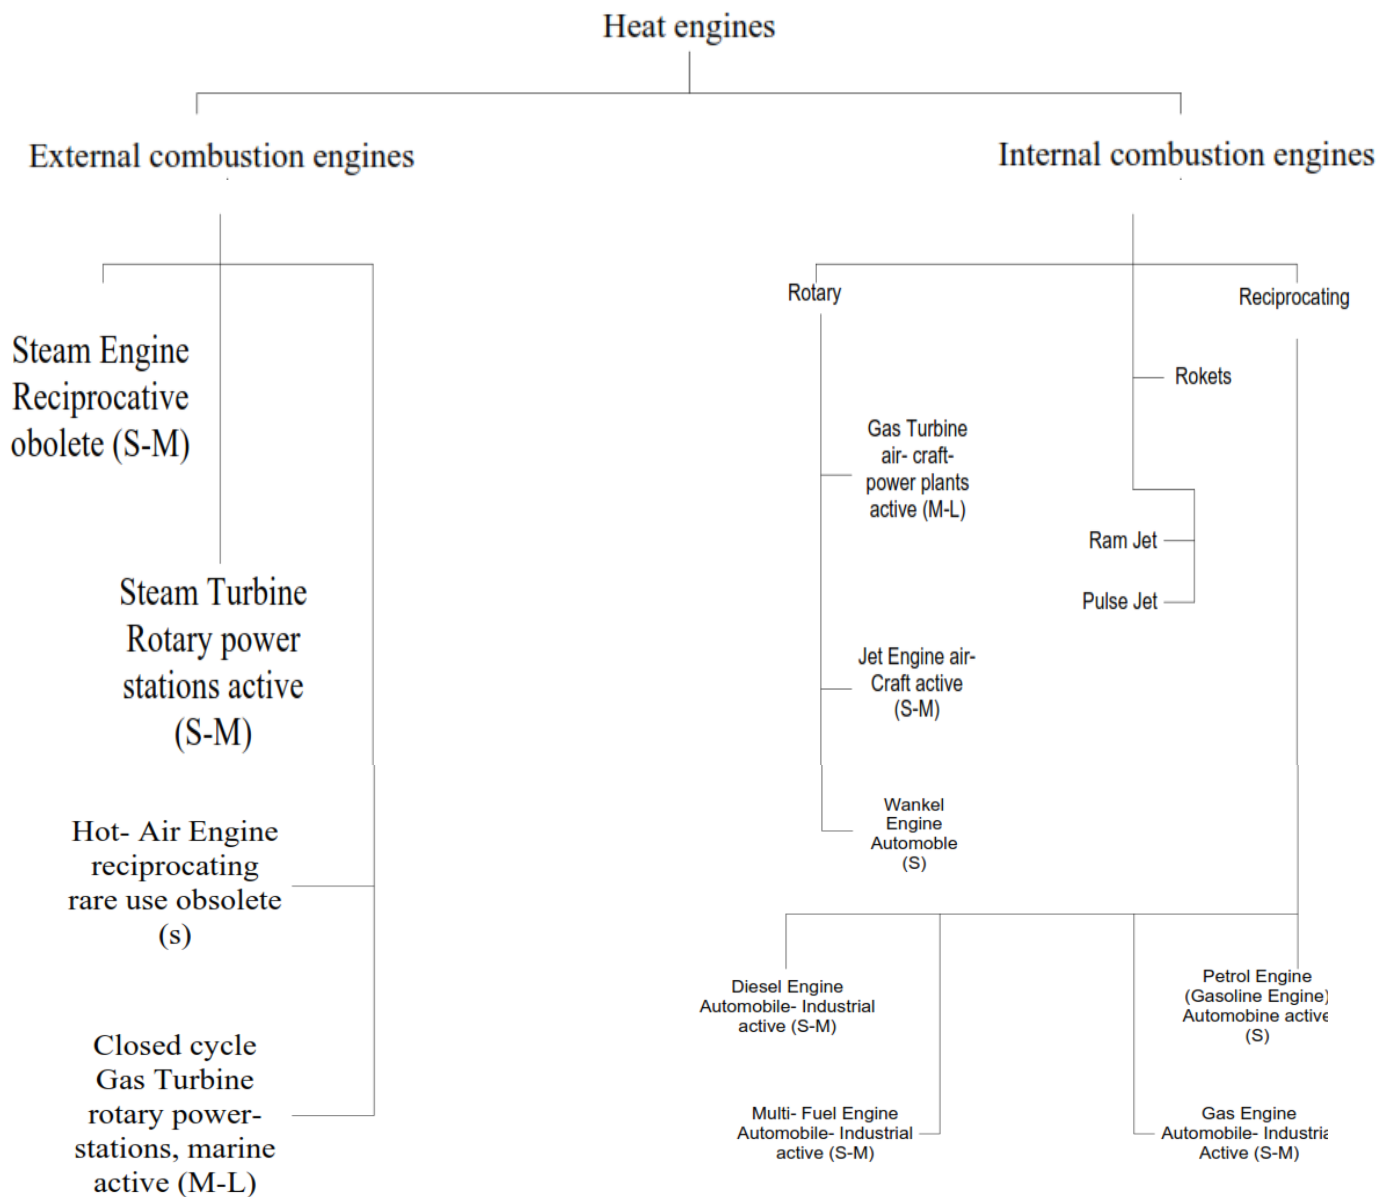 Heat engines
External combustion engines
Internal combustion engines
Steam Engine
Reciprocative
obolete (S-M)
Steam Turbine
Rotary power
stations active
(S-M)
Hot- Air Engine
reciprocating
rare use obsolete
(s)
Closed cycle
Gas Turbine
rotary power-
stations, marine
active (M-L)
Rotary
Gas Turbine
air- craft-
power plants
active (M-L)
Jet Engine air-
Craft active
(S-M)
Wankel
Engine
Automoble
(S)
Rokets
Ram Jet
Pulse Jet
Reciprocating
Diesel Engine
Automobile- Industrial
active (S-M)
Multi- Fuel Engine
Automobile- Industrial
active (S-M)
Petrol Engine
(Gasoline Engine)
Automobine active
(S)
Gas Engine
Automobile- Industria
Active (S-M)